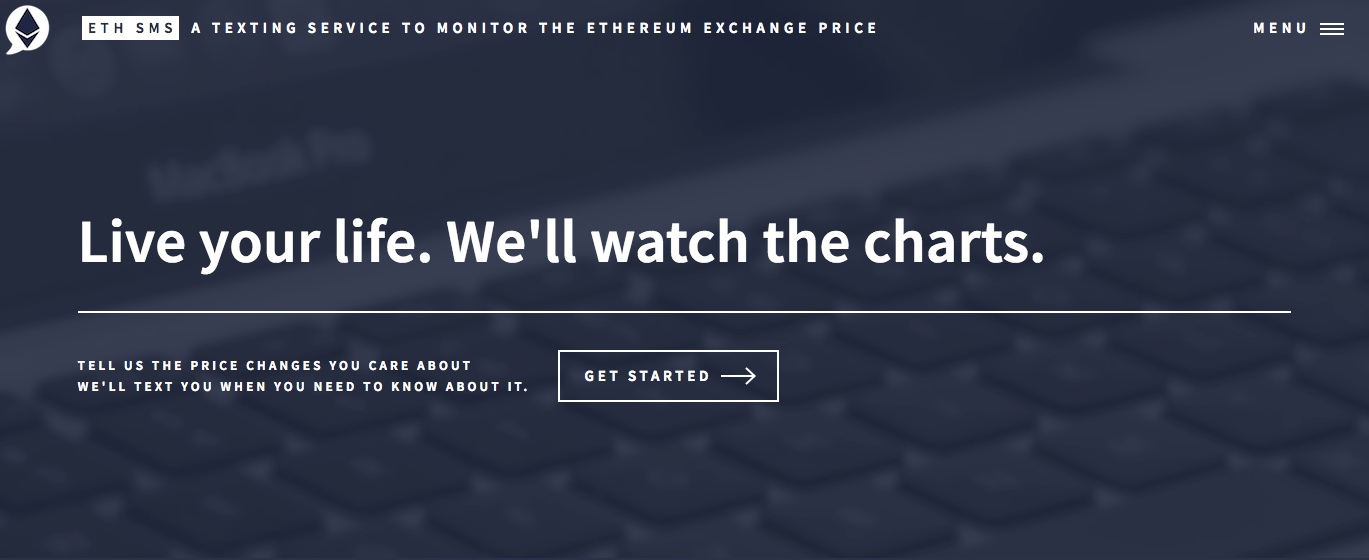 ETH SMS A TEXTING SERVICE TO MONITOR THE ETHEREUM EXCHANGE PRICE
MENU
MacBook Pro
Live your life. We'll watch the charts.
TELL US THE PRICE CHANGES YOU CARE ABOUT
WE'LL TEXT YOU WHEN YOU NEED TO KNOW ABOUT IT.
GET STARTED